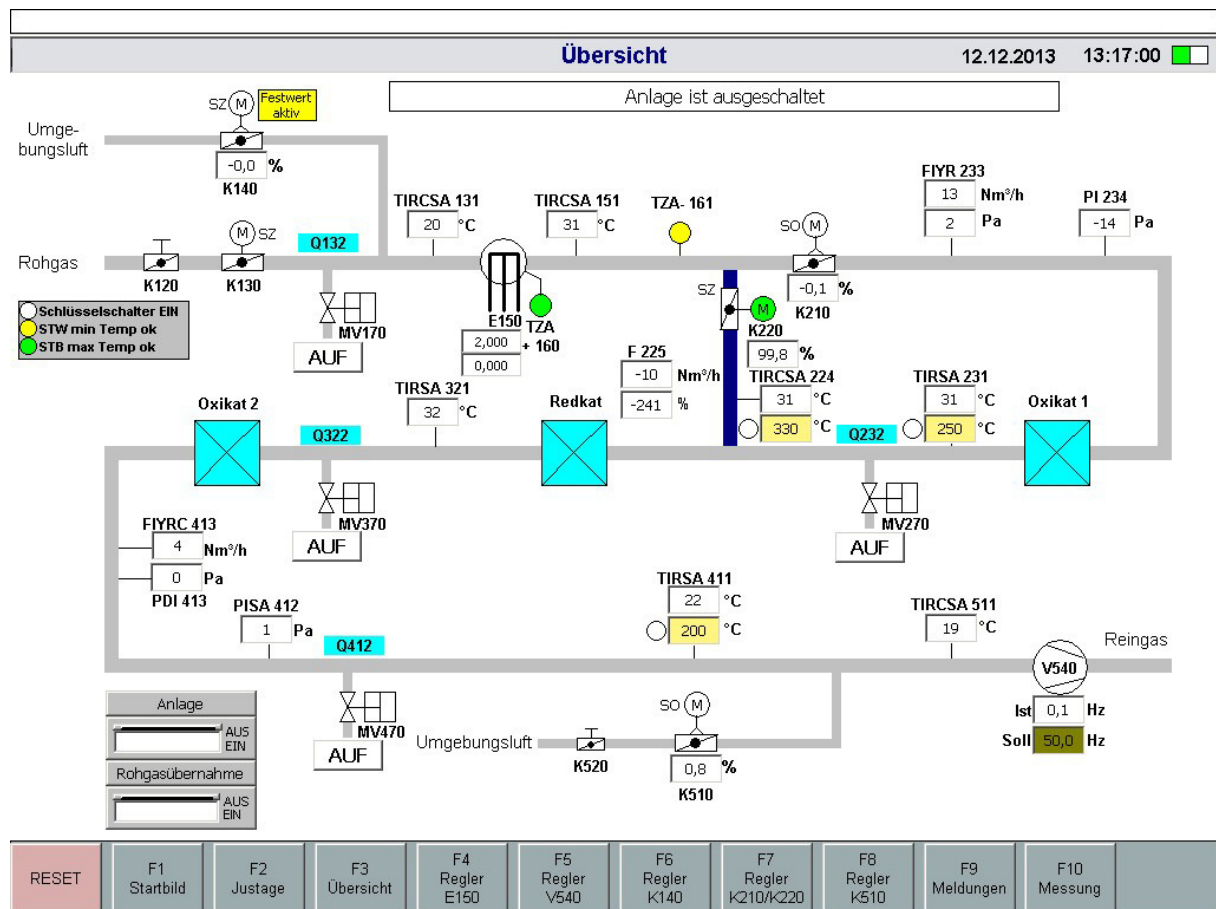 Übersicht
12.12.2013 13:17:00
Anlage ist ausgeschaltet
SZ M Festwert
aktiv
Umge-
bungsluft
-0,0 %
K140
FIYR 233
13 Nm³/h
2 Pa
PI 234
-14 Pa
TIRCSA 131
20 °C
TIRCSA 151
31 °C
TZA- 161
SO M
-0,1 %
K210
M SZ
Q132
Rohgas
K120
K130
Schlüsselschalter EIN
STW min Temp ok
STB max Temp ok
MV170
AUF
E150
2,000
0,000
TZA
+ 160
SZ
M
K220
99,8 %
F 225
-10 Nm³/h
-241 %
TIRCSA 224
31 °C
330 °C
TIRSA 231
31 °C
250 °C
Q232
Oxikat 1
TIRSA 321
32 °C
Redkat
Oxikat 2
Q322
MV370
AUF
MV270
AUF
FIYRC 413
4 Nm³/h
0 Pa
PDI 413
PISA 412
1 Pa
Q412
TIRSA 411
22 °C
200 °C
TIRCSA 511
19 °C
Reingas
V540
Ist 0,1 Hz
Soll 50,0 Hz
MV470
AUF
Umgebungsluft
K520
SO M
0,8 %
K510
Anlage
AUS
EIN
Rohgasübernahme
AUS
EIN
RESET
F1
Startbild
F2
Justage
F3
Übersicht
F4
Regler
E150
F5
Regler
V540
F6
Regler
K140
F7
Regler
K210/K220
F8
Regler
K510
F9
Meldungen
F10
Messung